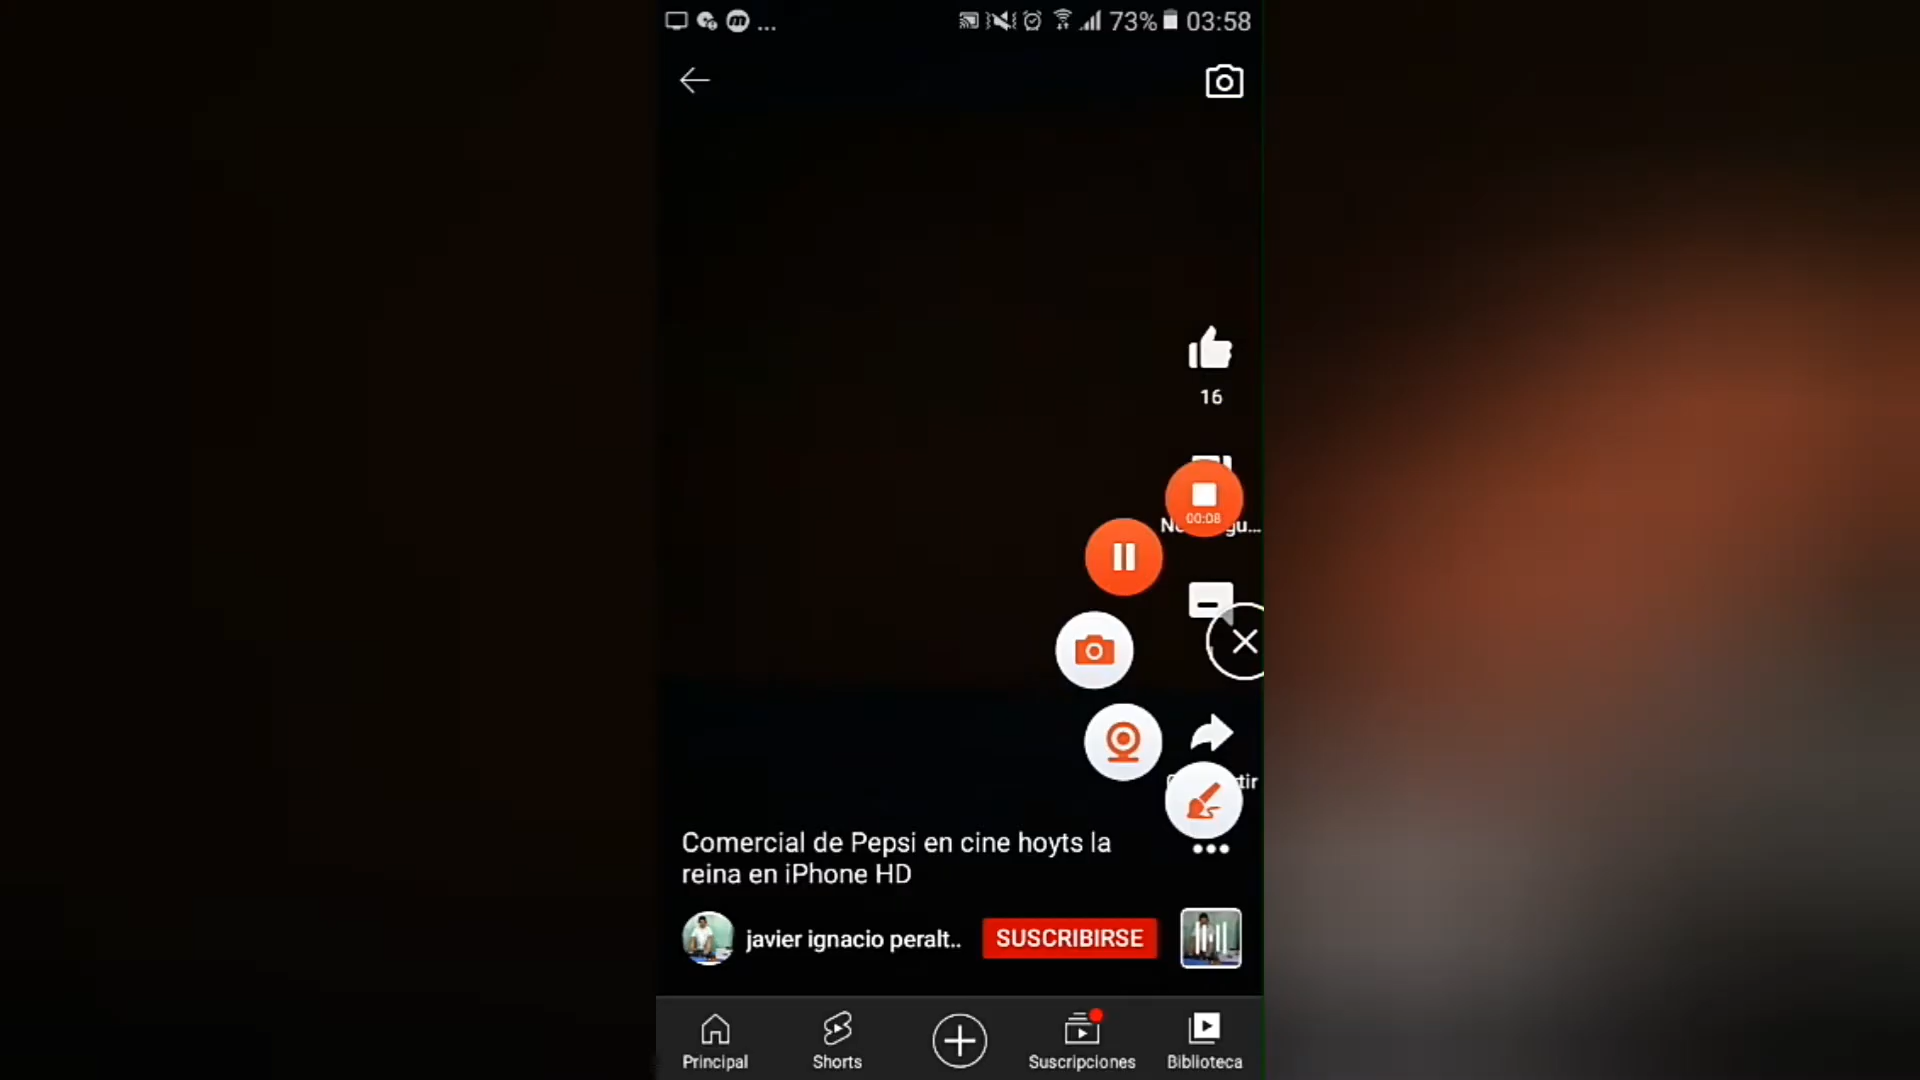 73% 03:58
16
00:08
Comercial de Pepsi en cine hoyts la
reina en iPhone HD
javier ignacio peralt..
SUSCRIBIRSE
Principal
Shorts
Suscripciones
Biblioteca